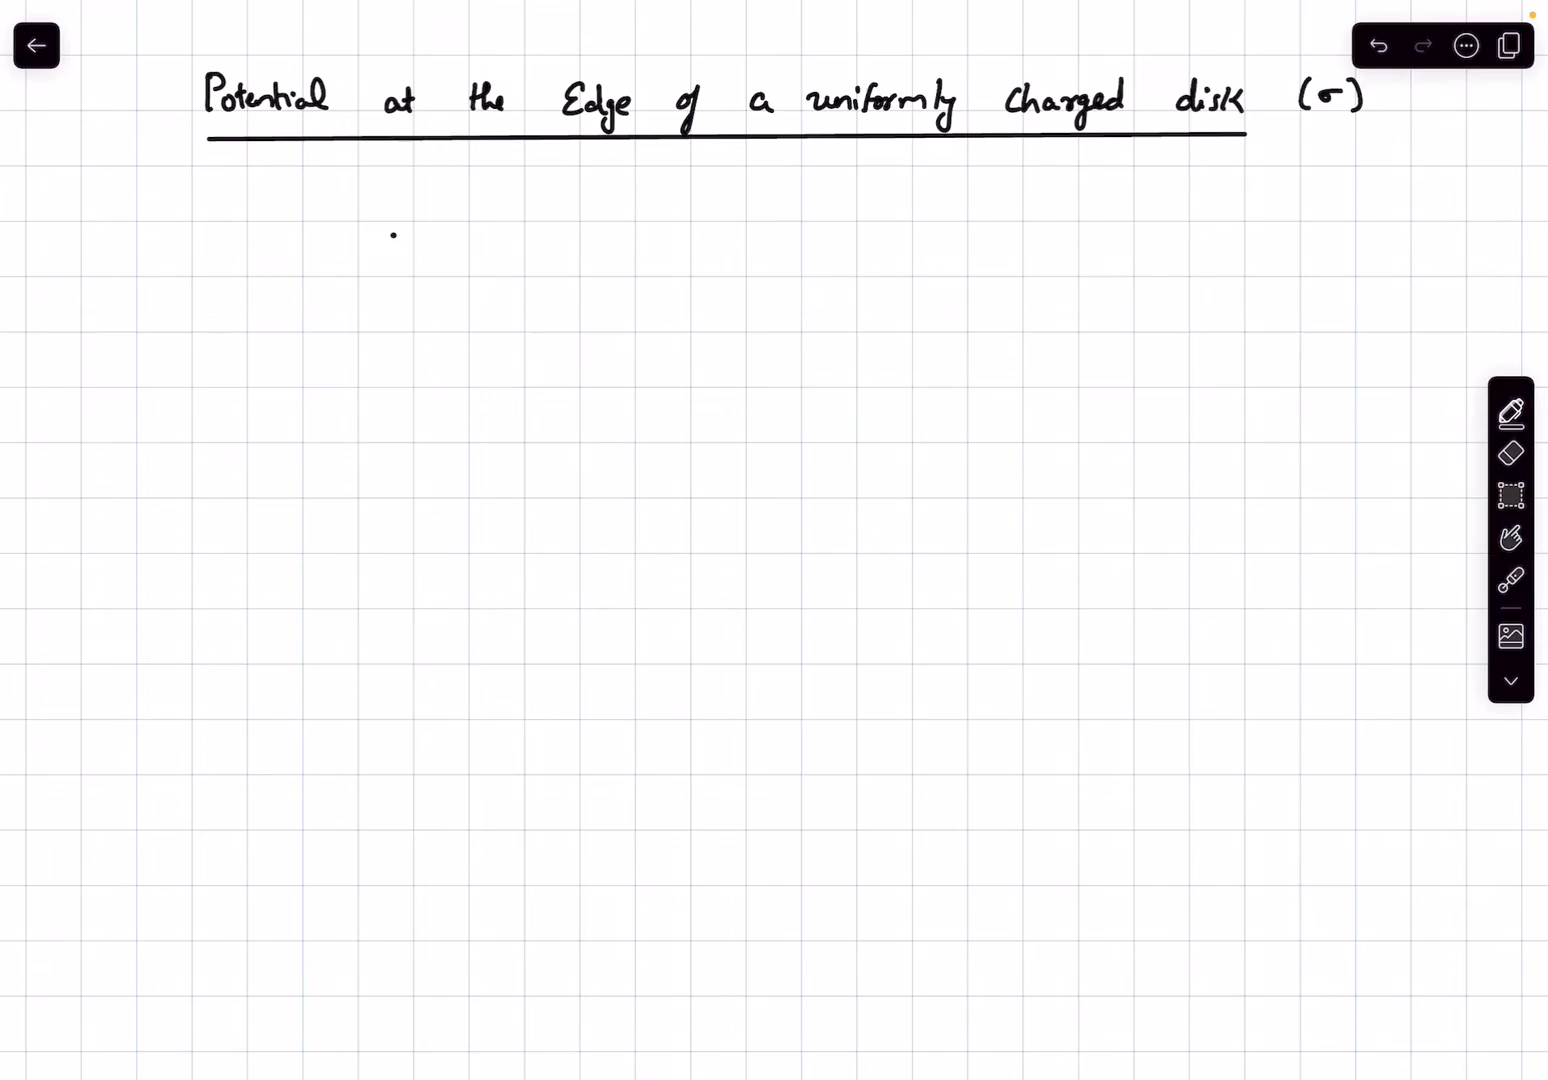 Potential at the Edge of a uniformly charged disk (σ)